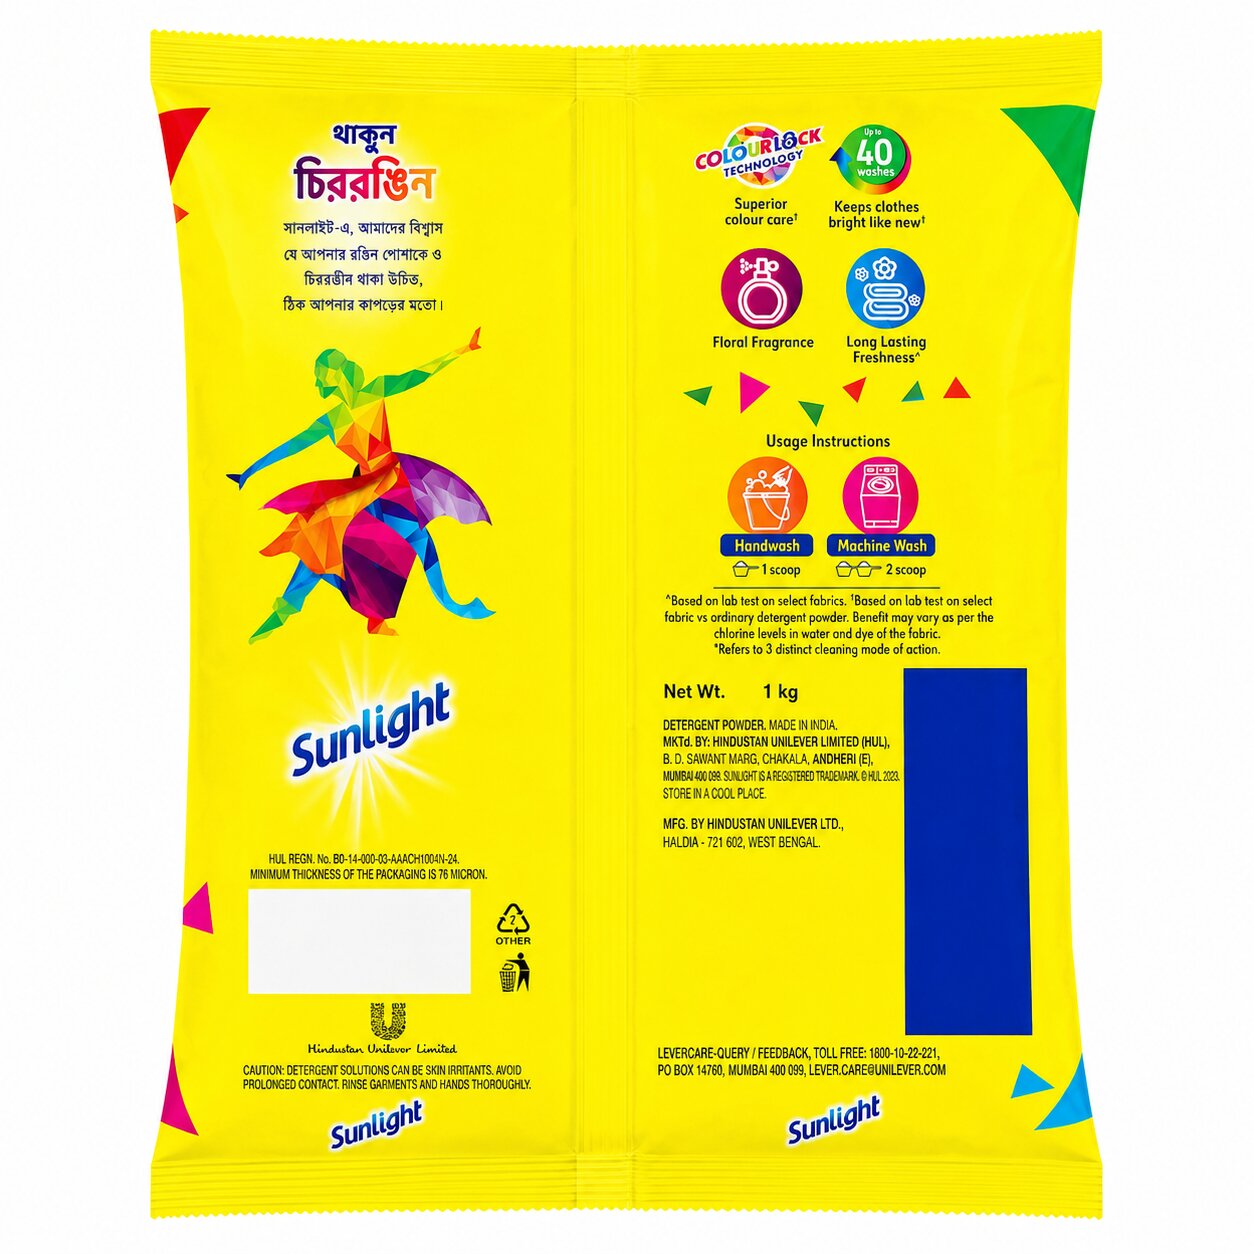 থাকুন
চিররঙিন
সানলাইট-এ, আমাদের বিশ্বাস
যে আপনার রঙিন পোশাকে ও
চিররঙীন থাকা উচিত,
ঠিক আপনার কাপড়ের মতো।
Sunlight
HUL REGN. No. B0-14-000-03-AAACH1004N-24.
MINIMUM THICKNESS OF THE PACKAGING IS 76 MICRON.
2
OTHER
Hindustan Unilever Limited
CAUTION: DETERGENT SOLUTIONS CAN BE SKIN IRRITANTS. AVOID
PROLONGED CONTACT. RINSE GARMENTS AND HANDS THOROUGHLY.
Sunlight
COLOURLOCK
TECHNOLOGY
Superior
colour care†
Up to
40
washes
Keeps clothes
bright like new†
Floral Fragrance
Long Lasting
Freshness^
Usage Instructions
Handwash
1 scoop
Machine Wash
2 scoop
^Based on lab test on select fabrics. †Based on lab test on select
fabric vs ordinary detergent powder. Benefit may vary as per the
chlorine levels in water and dye of the fabric.
*Refers to 3 distinct cleaning mode of action.
Net Wt. 1 kg
DETERGENT POWDER. MADE IN INDIA.
MKTd. BY: HINDUSTAN UNILEVER LIMITED (HUL),
B. D. SAWANT MARG, CHAKALA, ANDHERI (E),
MUMBAI 400 099. SUNLIGHT IS A REGISTERED TRADEMARK. © HUL 2023.
STORE IN A COOL PLACE.
MFG. BY HINDUSTAN UNILEVER LTD.,
HALDIA - 721 602, WEST BENGAL.
LEVERCARE-QUERY / FEEDBACK, TOLL FREE: 1800-10-22-221,
PO BOX 14760, MUMBAI 400 099, LEVER.CARE@UNILEVER.COM
Sunlight